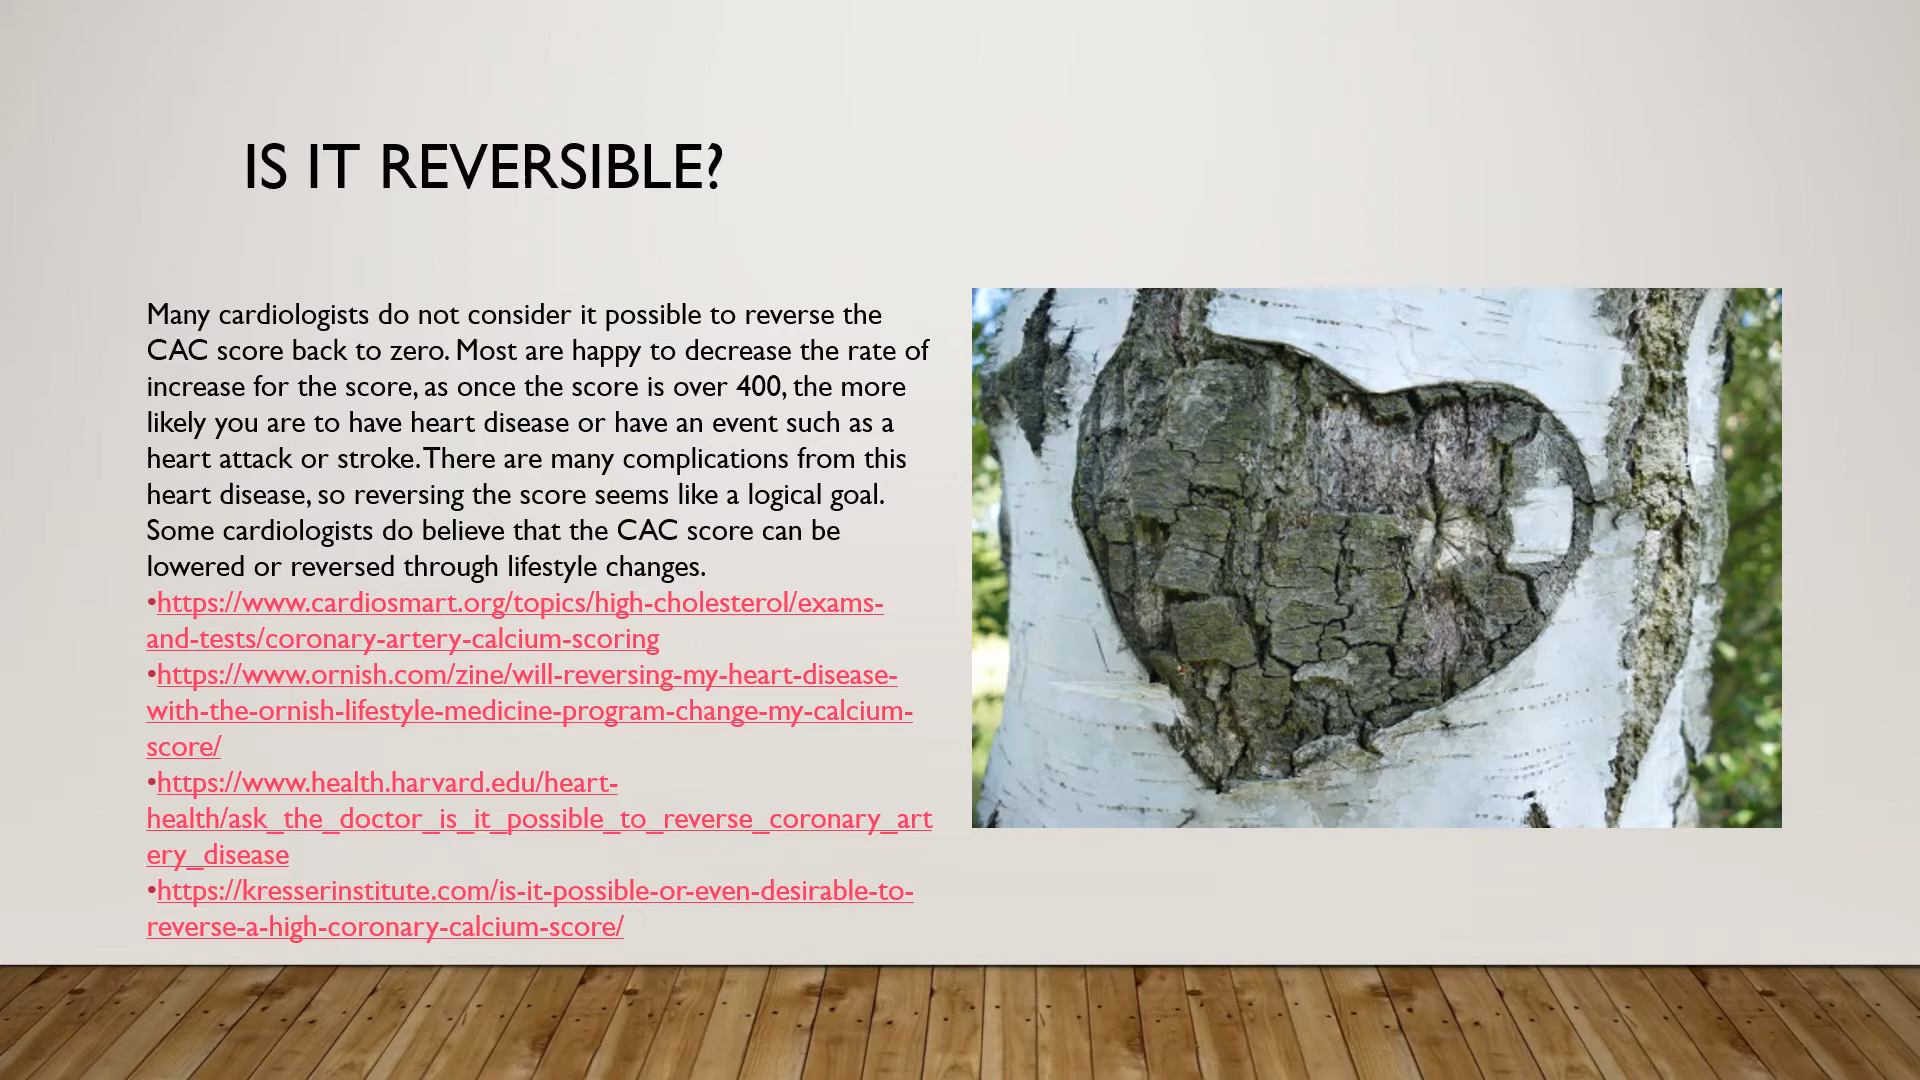 IS IT REVERSIBLE?
Many cardiologists do not consider it possible to reverse the
CAC score back to zero. Most are happy to decrease the rate of
increase for the score, as once the score is over 400, the more
likely you are to have heart disease or have an event such as a
heart attack or stroke. There are many complications from this
heart disease, so reversing the score seems like a logical goal.
Some cardiologists do believe that the CAC score can be
lowered or reversed through lifestyle changes.
•https://www.cardiosmart.org/topics/high-cholesterol/exams-
and-tests/coronary-artery-calcium-scoring
•https://www.ornish.com/zine/will-reversing-my-heart-disease-
with-the-ornish-lifestyle-medicine-program-change-my-calcium-
score/
•https://www.health.harvard.edu/heart-
health/ask_the_doctor_is_it_possible_to_reverse_coronary_art
ery_disease
•https://kresserinstitute.com/is-it-possible-or-even-desirable-to-
reverse-a-high-coronary-calcium-score/